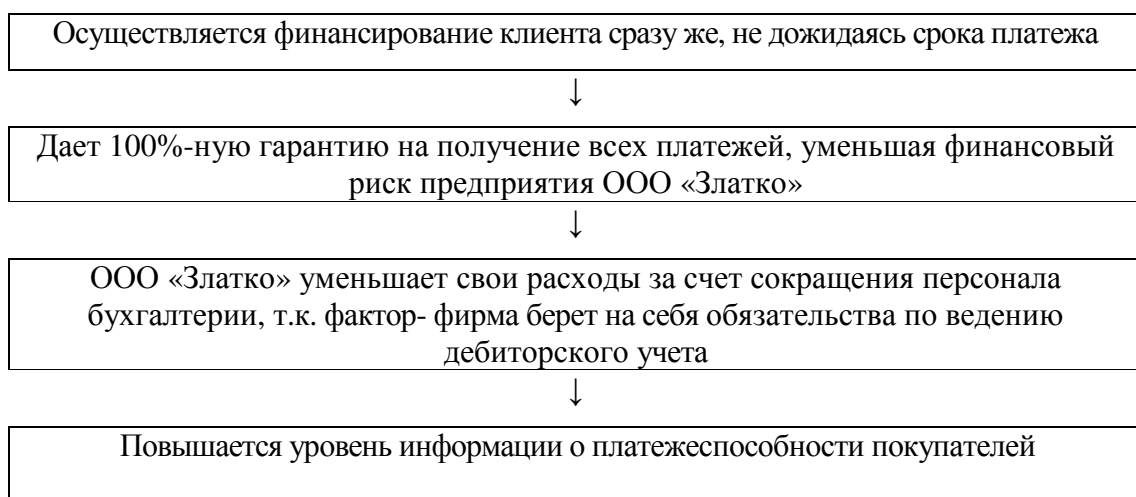 Осуществляется финансирование клиента сразу же, не дожидаясь срока платежа
↓
Дает 100%-ную гарантию на получение всех платежей, уменьшая финансовый
риск предприятия ООО «Златко»
↓
ООО «Златко» уменьшает свои расходы за счет сокращения персонала
бухгалтерии, т.к. фактор- фирма берет на себя обязательства по ведению
дебиторского учета
↓
Повышается уровень информации о платежеспособности покупателей